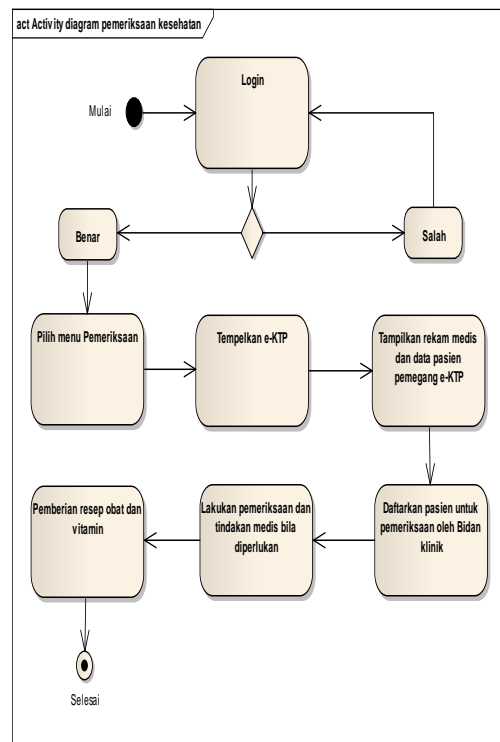 act Activity diagram pemeriksaan kesehatan
Login
Mulai
Benar
Salah
Pilih menu Pemeriksaan
Tempelkan e-KTP
Tampilkan rekam medis
dan data pasien
pemegang e-KTP
Pemberian resep obat dan
vitamin
Lakukan pemeriksaan dan
tindakan medis bila
diperlukan
Daftarkan pasien untuk
pemeriksaan oleh Bidan
klinik
Selesai